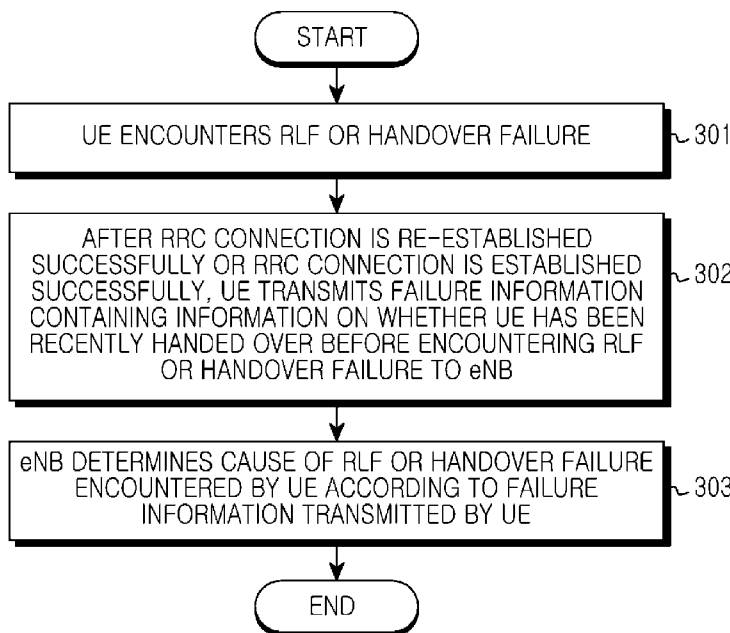 START
UE ENCOUNTERS RLF OR HANDOVER FAILURE
301
AFTER RRC CONNECTION IS RE-ESTABLISHED
SUCCESSFULLY OR RRC CONNECTION IS ESTABLISHED
SUCCESSFULLY, UE TRANSMITS FAILURE INFORMATION
CONTAINING INFORMATION ON WHETHER UE HAS BEEN
RECENTLY HANDED OVER BEFORE ENCOUNTERING RLF
OR HANDOVER FAILURE TO eNB
302
eNB DETERMINES CAUSE OF RLF OR HANDOVER FAILURE
ENCOUNTERED BY UE ACCORDING TO FAILURE
INFORMATION TRANSMITTED BY UE
303
END